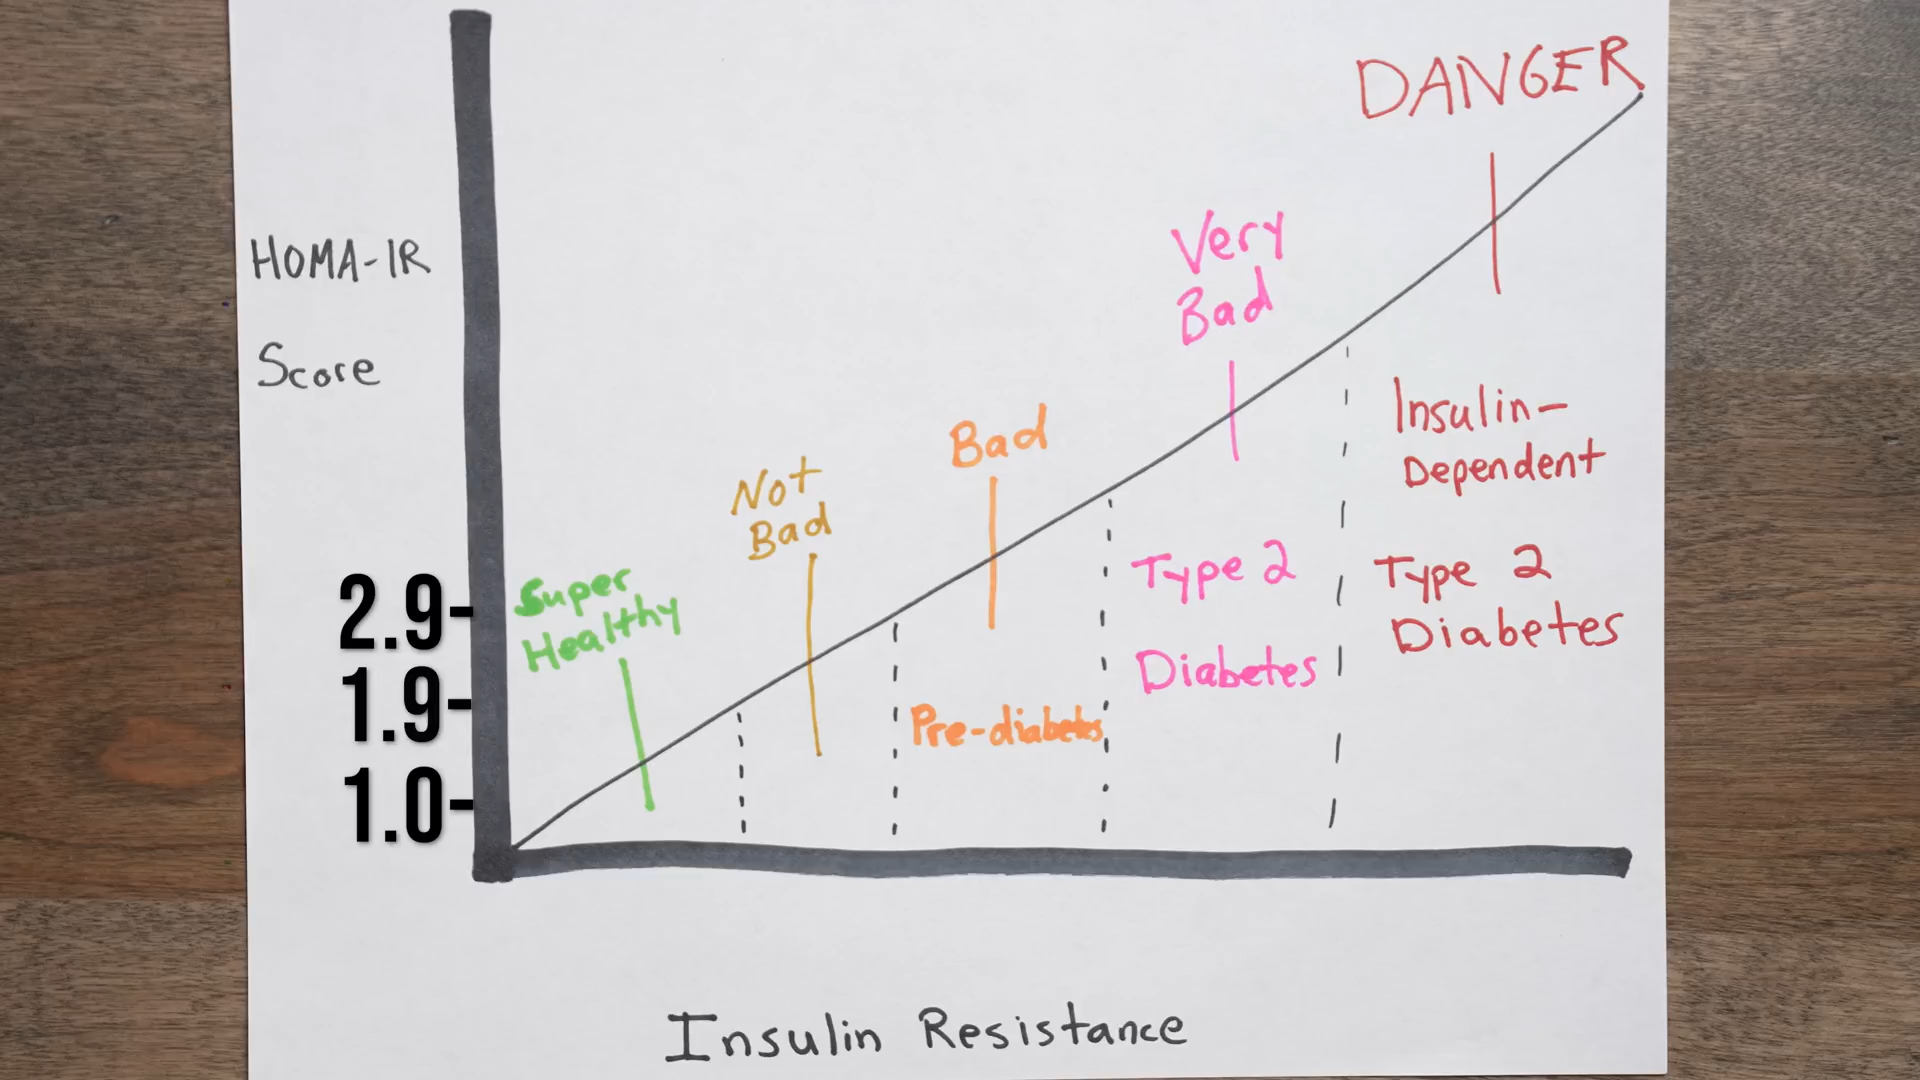 DANGER
Very
Bad
HOMA-IR
Score
Bad
Not
Bad
Super
Healthy
Insulin-
Dependent
Type 2
Diabetes
Type 2
Diabetes
Pre-diabetes
2.9-
1.9-
1.0-
Insulin Resistance